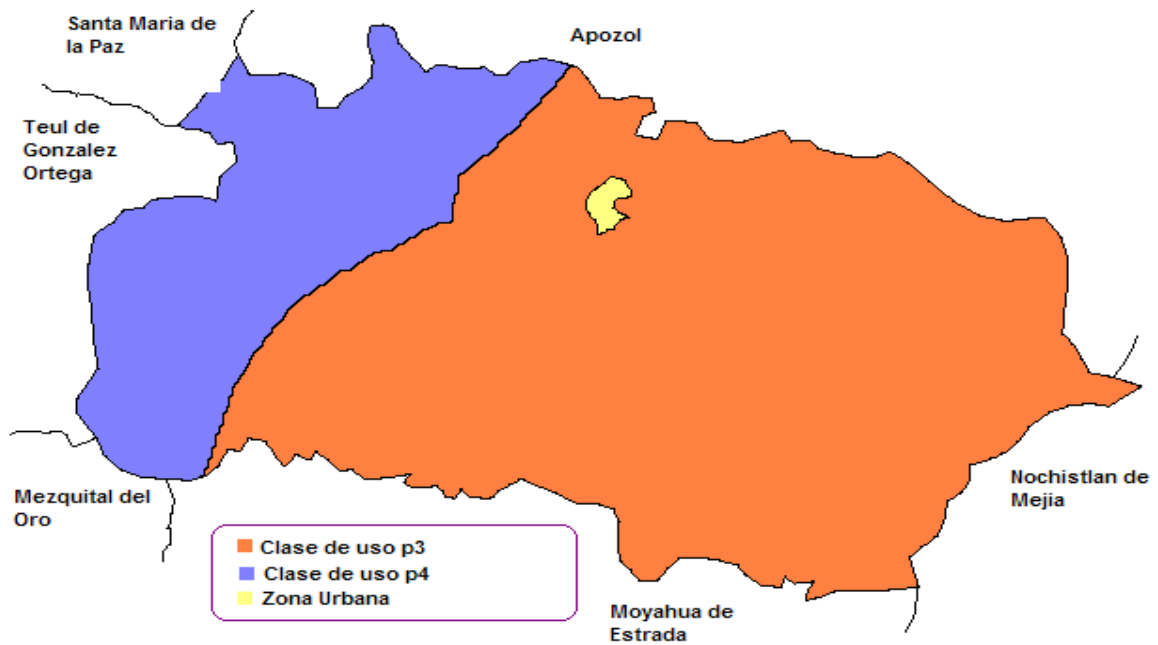 Santa Maria de
la Paz
Apozol
Teul de
Gonzalez
Ortega
Mezquital del
Oro
Nochistlan de
Mejia
Clase de uso p3
Clase de uso p4
Zona Urbana
Moyahua de
Estrada